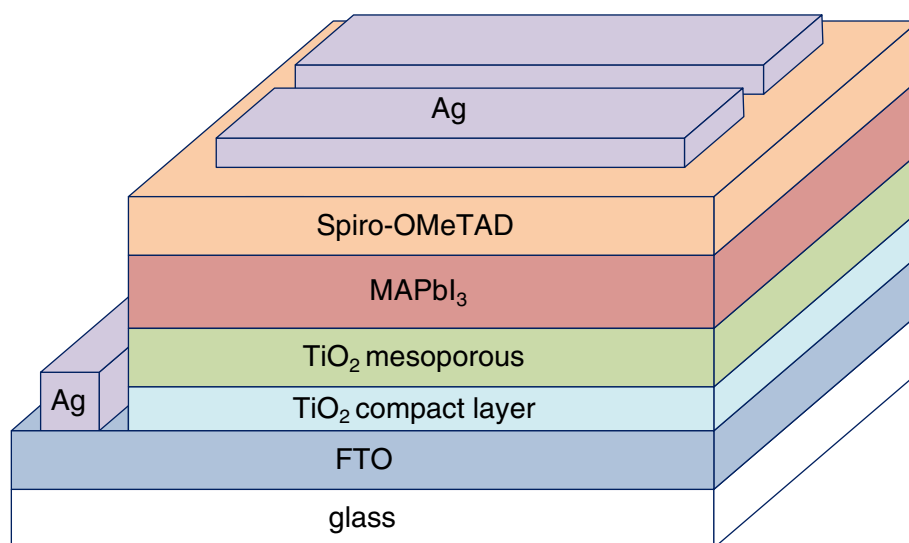 Ag
Spiro-OMeTAD
MAPbI₃
TiO₂ mesoporous
Ag
TiO₂ compact layer
FTO
glass